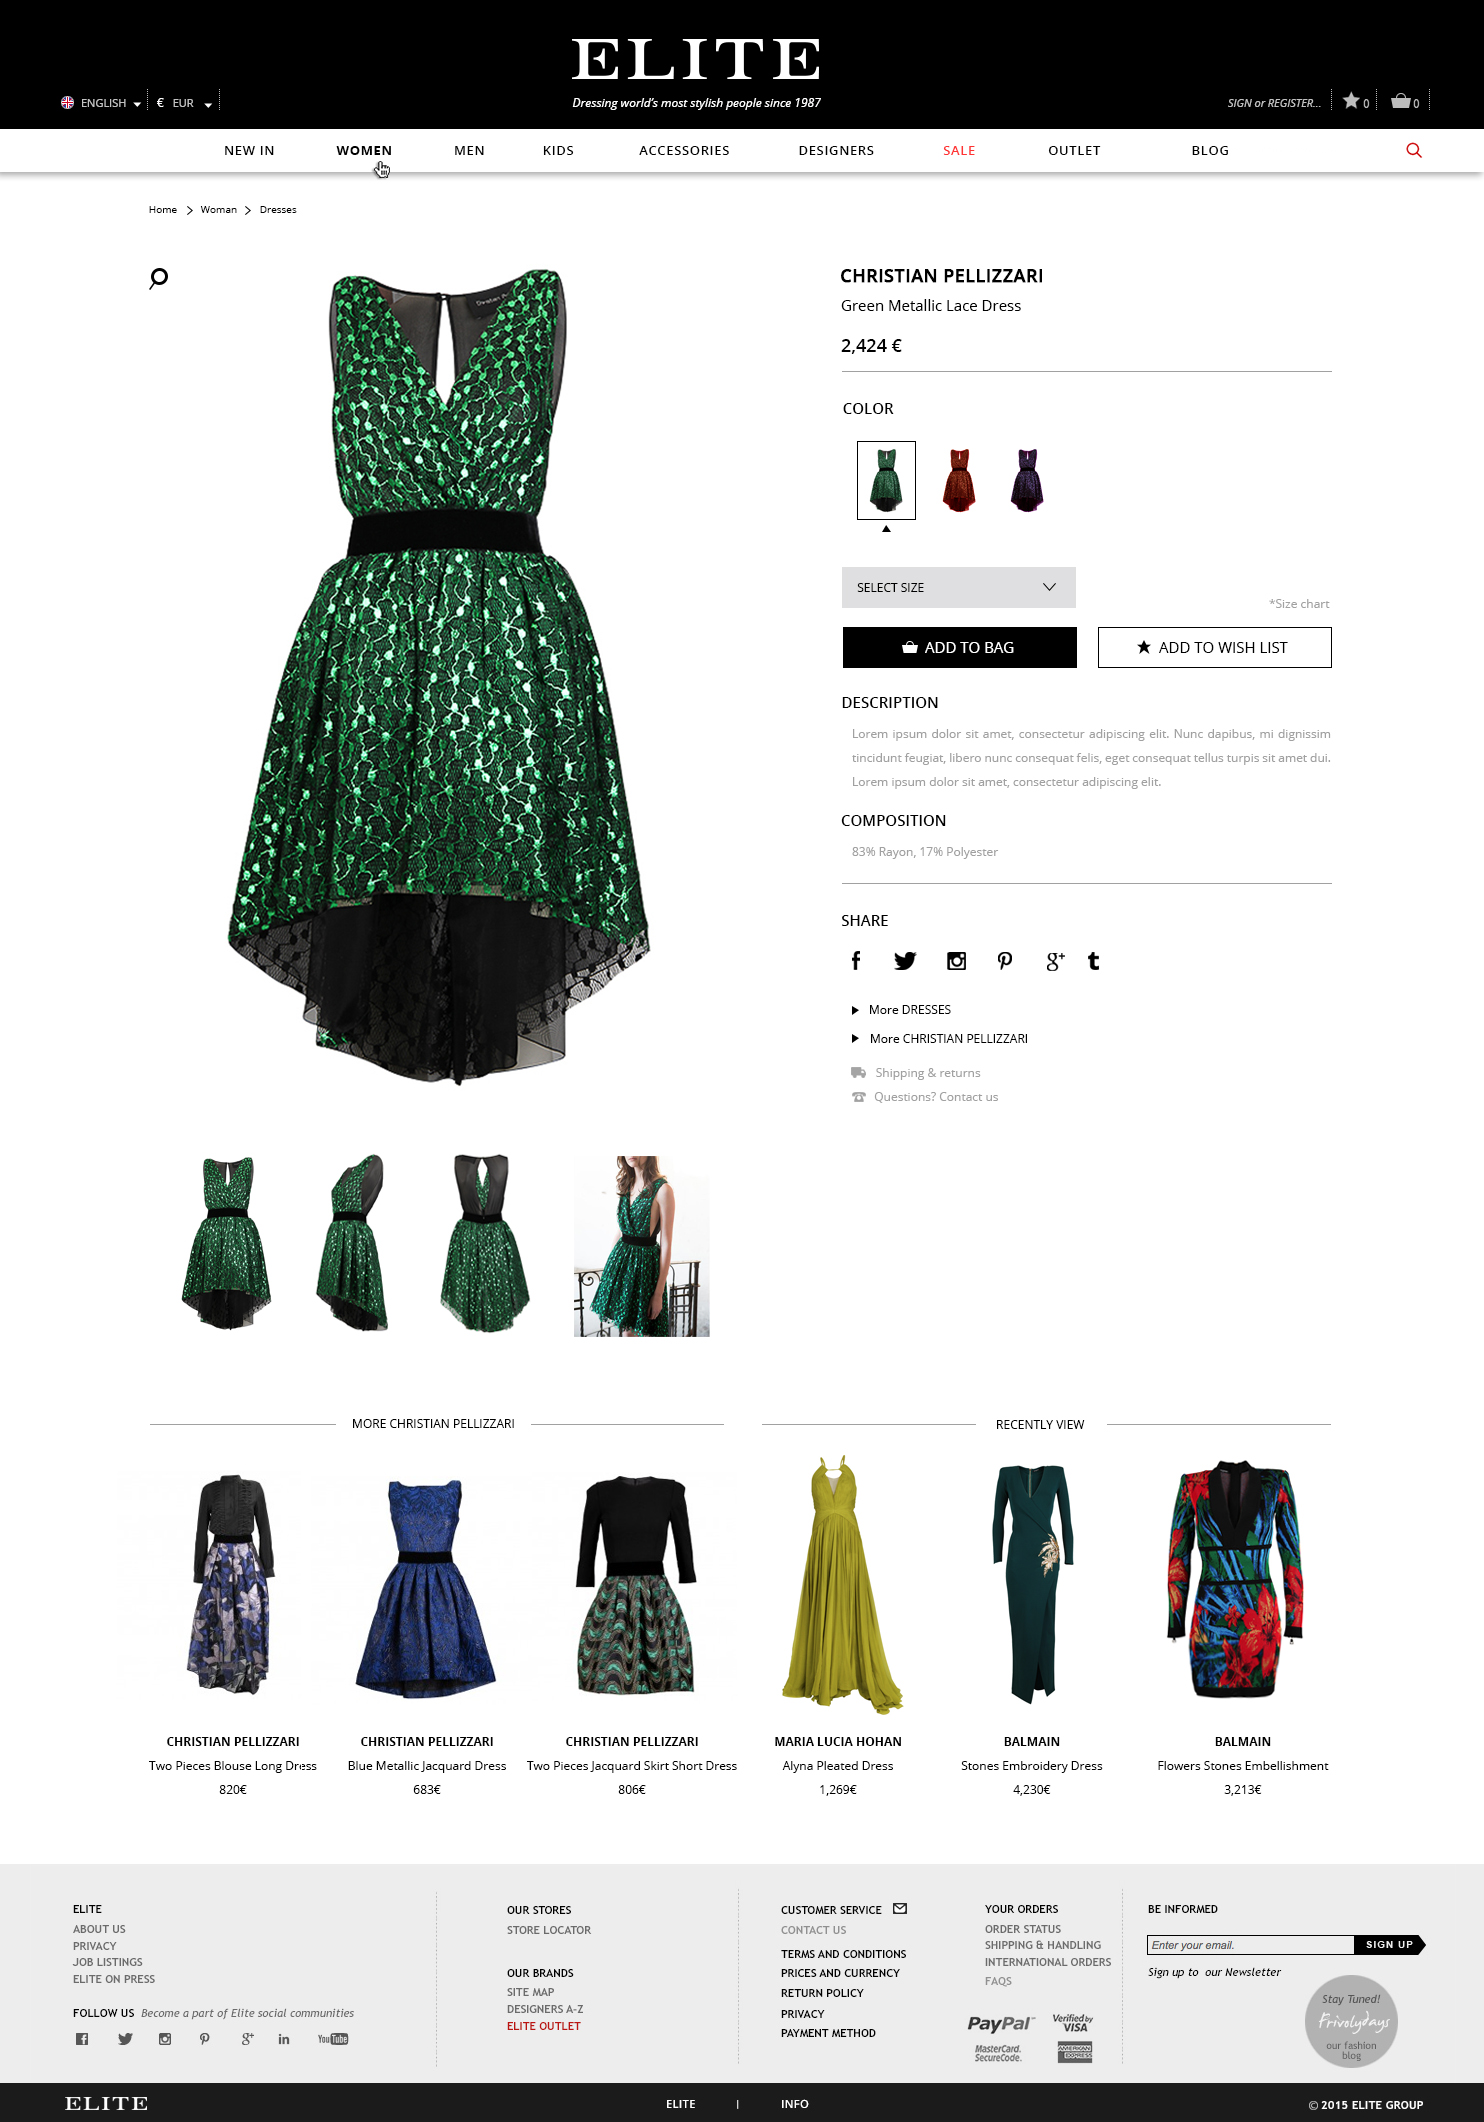 ELITE
Dressing world's most stylish people since 1987
ENGLISH
€ EUR
SIGN or REGISTER...
0
0
NEW IN
WOMEN
MEN
KIDS
ACCESSORIES
DESIGNERS
SALE
OUTLET
BLOG
Home > Woman > Dresses
CHRISTIAN PELLIZZARI
Green Metallic Lace Dress
2,424 €
COLOR
SELECT SIZE
*Size chart
ADD TO BAG
ADD TO WISH LIST
DESCRIPTION
Lorem ipsum dolor sit amet, consectetur adipiscing elit. Nunc dapibus, mi dignissim
tincidunt feugiat, libero nunc consequat felis, eget consequat tellus turpis sit amet dui.
Lorem ipsum dolor sit amet, consectetur adipiscing elit.
COMPOSITION
83% Rayon, 17% Polyester
SHARE
More DRESSES
More CHRISTIAN PELLIZZARI
Shipping & returns
Questions? Contact us
MORE CHRISTIAN PELLIZZARI
CHRISTIAN PELLIZZARI
Two Pieces Blouse Long Dress
820€
CHRISTIAN PELLIZZARI
Blue Metallic Jacquard Dress
683€
CHRISTIAN PELLIZZARI
Two Pieces Jacquard Skirt Short Dress
806€
RECENTLY VIEW
MARIA LUCIA HOHAN
Alyna Pleated Dress
1,269€
BALMAIN
Stones Embroidery Dress
4,230€
BALMAIN
Flowers Stones Embellishment
3,213€
ELITE
ABOUT US
PRIVACY
JOB LISTINGS
ELITE ON PRESS
FOLLOW US Become a part of Elite social communities
You Tube
OUR STORES
STORE LOCATOR
OUR BRANDS
SITE MAP
DESIGNERS A-Z
ELITE OUTLET
CUSTOMER SERVICE
CONTACT US
TERMS AND CONDITIONS
PRICES AND CURRENCY
RETURN POLICY
PRIVACY
PAYMENT METHOD
YOUR ORDERS
ORDER STATUS
SHIPPING & HANDLING
INTERNATIONAL ORDERS
FAQS
PayPal
Verified by
VISA
MasterCard.
SecureCode.
AMERICAN
EXPRESS
BE INFORMED
Enter your email.
SIGN UP
Sign up to our Newsletter
Stay Tuned!
Frivolydays
our fashion
blog
ELITE
ELITE | INFO
© 2015 ELITE GROUP